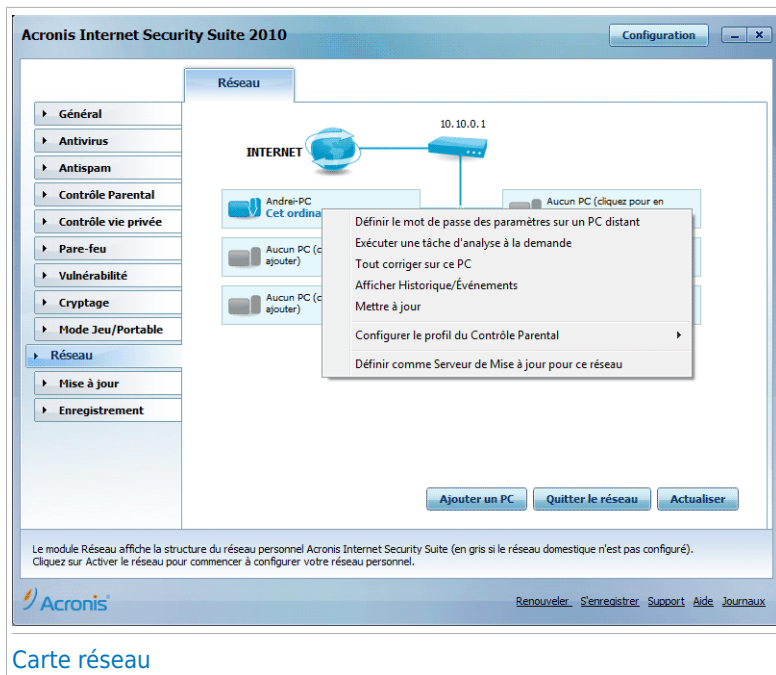 Acronis Internet Security Suite 2010
Configuration
Réseau
Général
Antivirus
Antispam
Contrôle Parental
Contrôle vie privée
Pare-feu
Vulnérabilité
Cryptage
Mode Jeu/Portable
Réseau
Mise à jour
Enregistrement
INTERNET
10.10.0.1
Andrei-PC
Cet ordina
Aucun PC (cliquez pour en
Aucun PC (c
ajouter)
Aucun PC (c
ajouter)
Définir le mot de passe des paramètres sur un PC distant
Exécuter une tâche d'analyse à la demande
Tout corriger sur ce PC
Afficher Historique/Événements
Mettre à jour
Configurer le profil du Contrôle Parental
Définir comme Serveur de Mise à jour pour ce réseau
Ajouter un PC
Quitter le réseau
Actualiser
Le module Réseau affiche la structure du réseau personnel Acronis Internet Security Suite (en gris si le réseau domestique n'est pas configuré).
Cliquez sur Activer le réseau pour commencer à configurer votre réseau personnel.
Acronis
Renouveler S'enregistrer Support Aide Journaux
Carte réseau